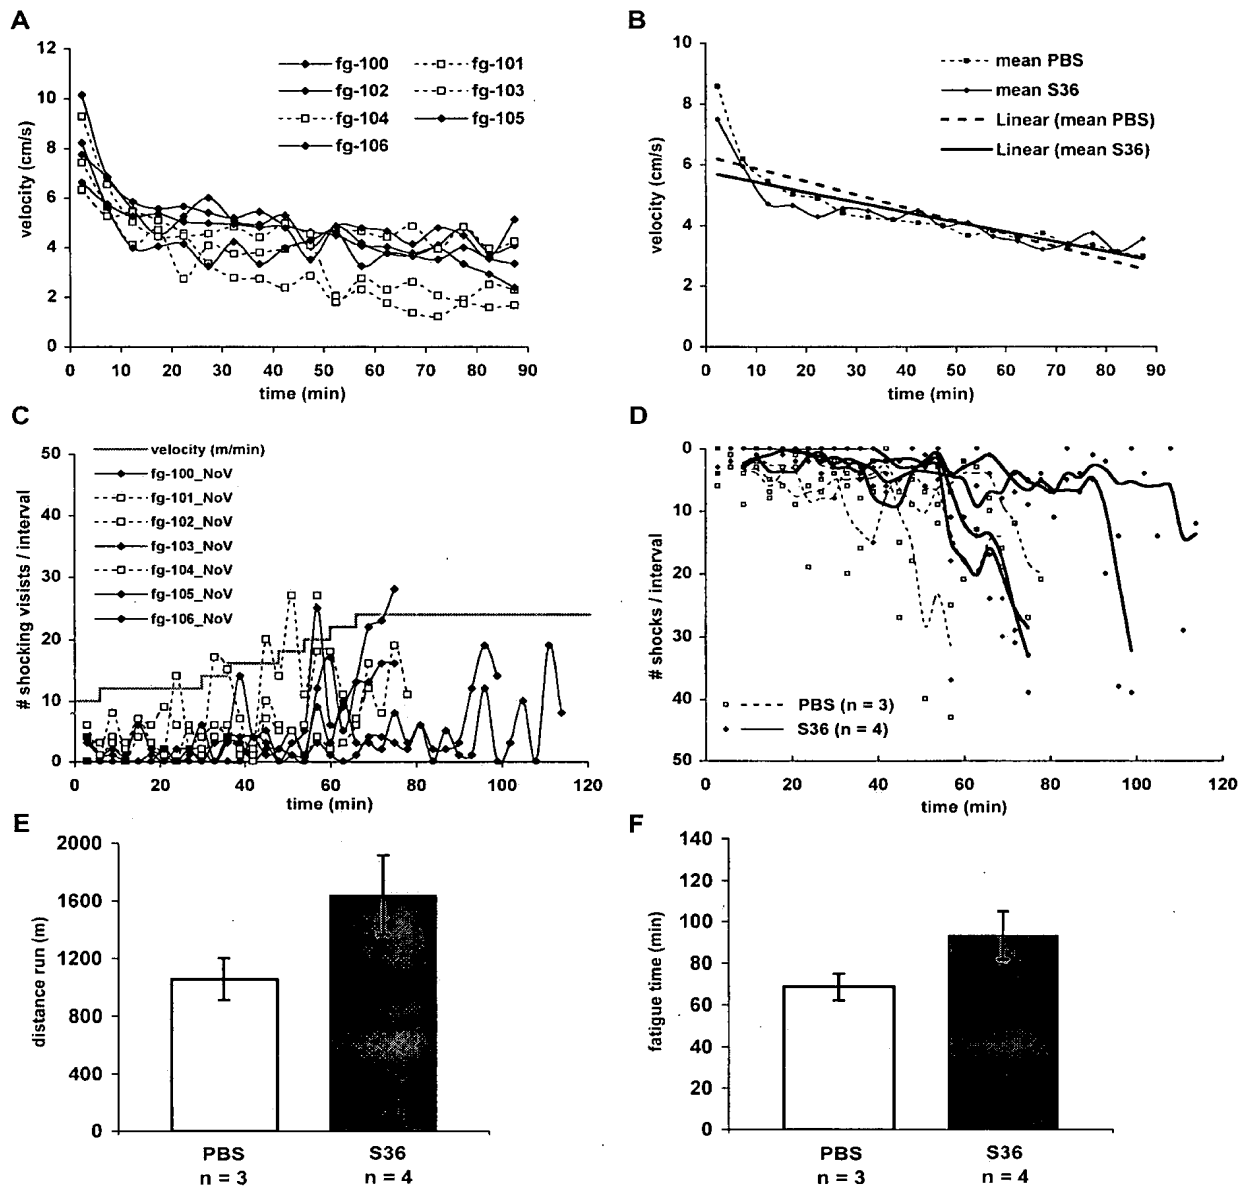 A
12
10
8
6
4
2
0
velocity (cm/s)
fg-100
fg-101
fg-102
fg-103
fg-104
fg-105
fg-106
0 10 20 30 40 50 60 70 80 90
time (min)
B
10
8
6
4
2
0
velocity (cm/s)
mean PBS
mean S36
Linear (mean PBS)
Linear (mean S36)
0 10 20 30 40 50 60 70 80 90
time (min)
C
50
40
30
20
10
0
# shocking visists / interval
velocity (m/min)
fg-100_NoV
fg-101_NoV
fg-102_NoV
fg-103_NoV
fg-104_NoV
fg-105_NoV
fg-106_NoV
0 20 40 60 80 100 120
time (min)
D
0
10
20
30
40
50
# shocks / interval
PBS (n = 3)
S36 (n = 4)
0 20 40 60 80 100 120
time (min)
E
2000
1600
1200
800
400
0
distance run (m)
PBS S36
n = 3 n = 4
F
140
120
100
80
60
40
20
0
fatigue time (min)
PBS S36
n = 3 n = 4